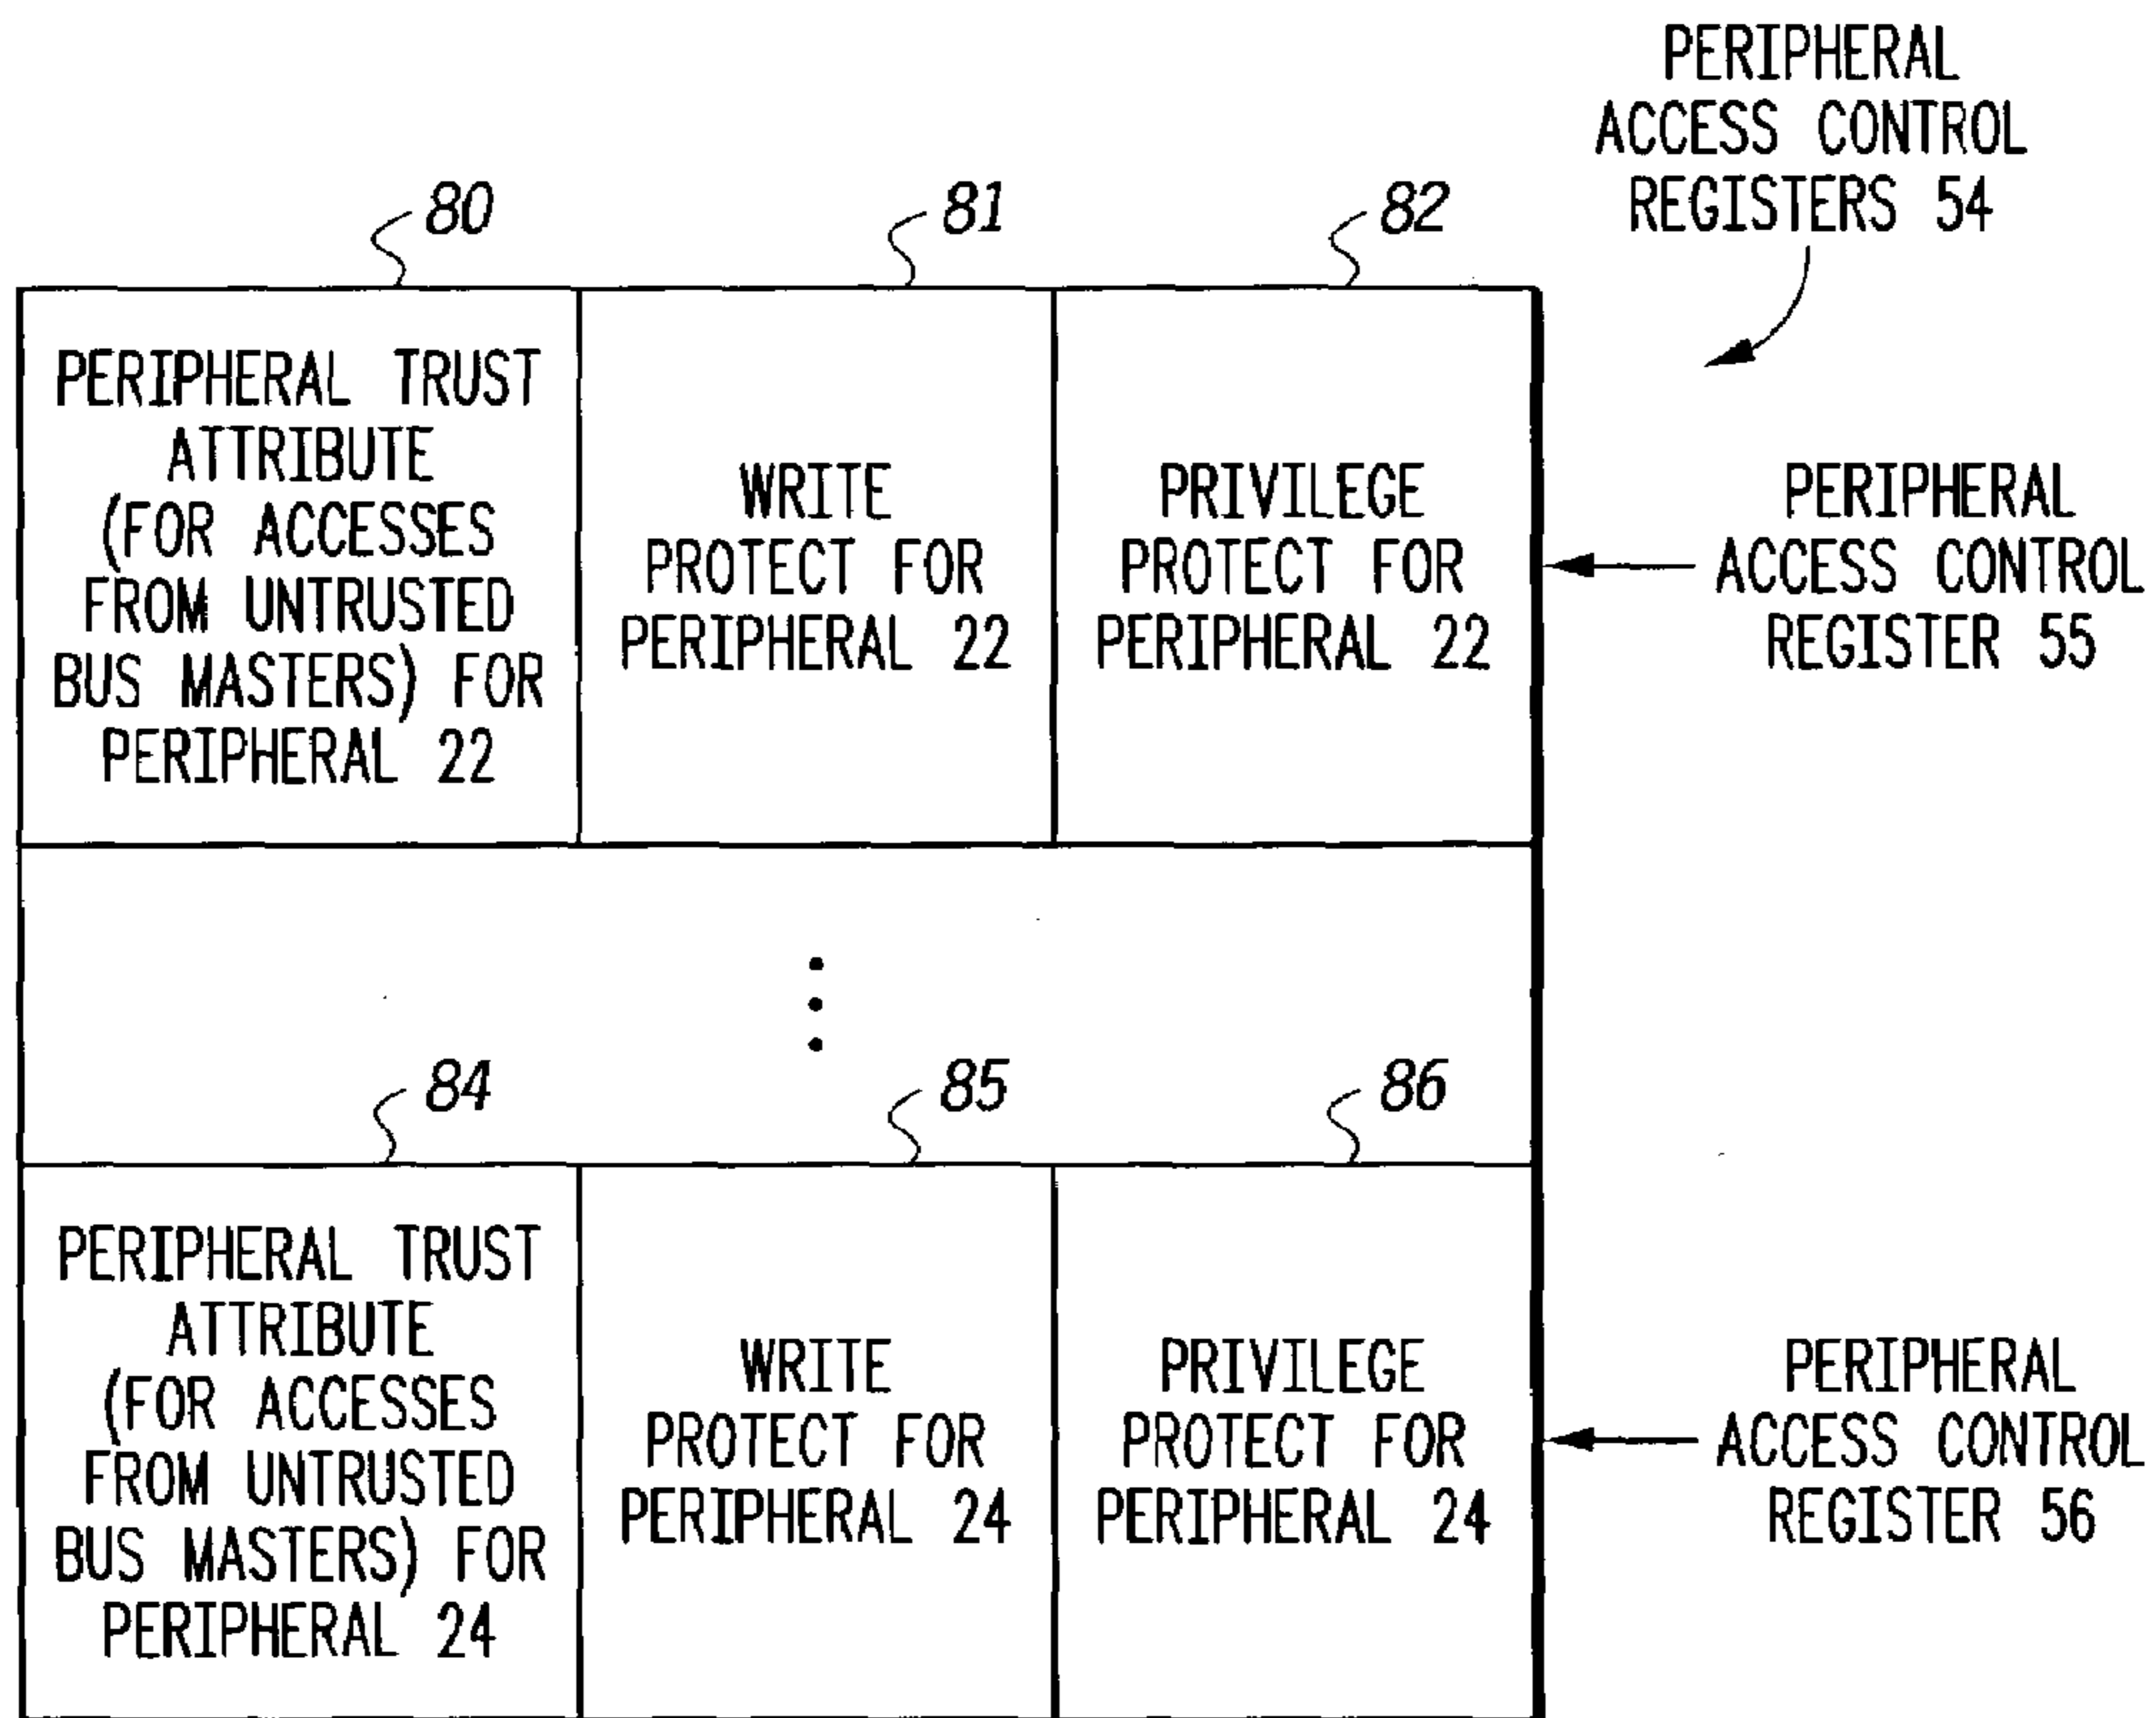 PERIPHERAL
ACCESS CONTROL
REGISTERS 54
80
81
82
PERIPHERAL TRUST
ATTRIBUTE
(FOR ACCESSES
FROM UNTRUSTED
BUS MASTERS) FOR
PERIPHERAL 22
WRITE
PROTECT FOR
PERIPHERAL 22
PRIVILEGE
PROTECT FOR
PERIPHERAL 22
PERIPHERAL
ACCESS CONTROL
REGISTER 55
84
85
86
PERIPHERAL TRUST
ATTRIBUTE
(FOR ACCESSES
FROM UNTRUSTED
BUS MASTERS) FOR
PERIPHERAL 24
WRITE
PROTECT FOR
PERIPHERAL 24
PRIVILEGE
PROTECT FOR
PERIPHERAL 24
PERIPHERAL
ACCESS CONTROL
REGISTER 56